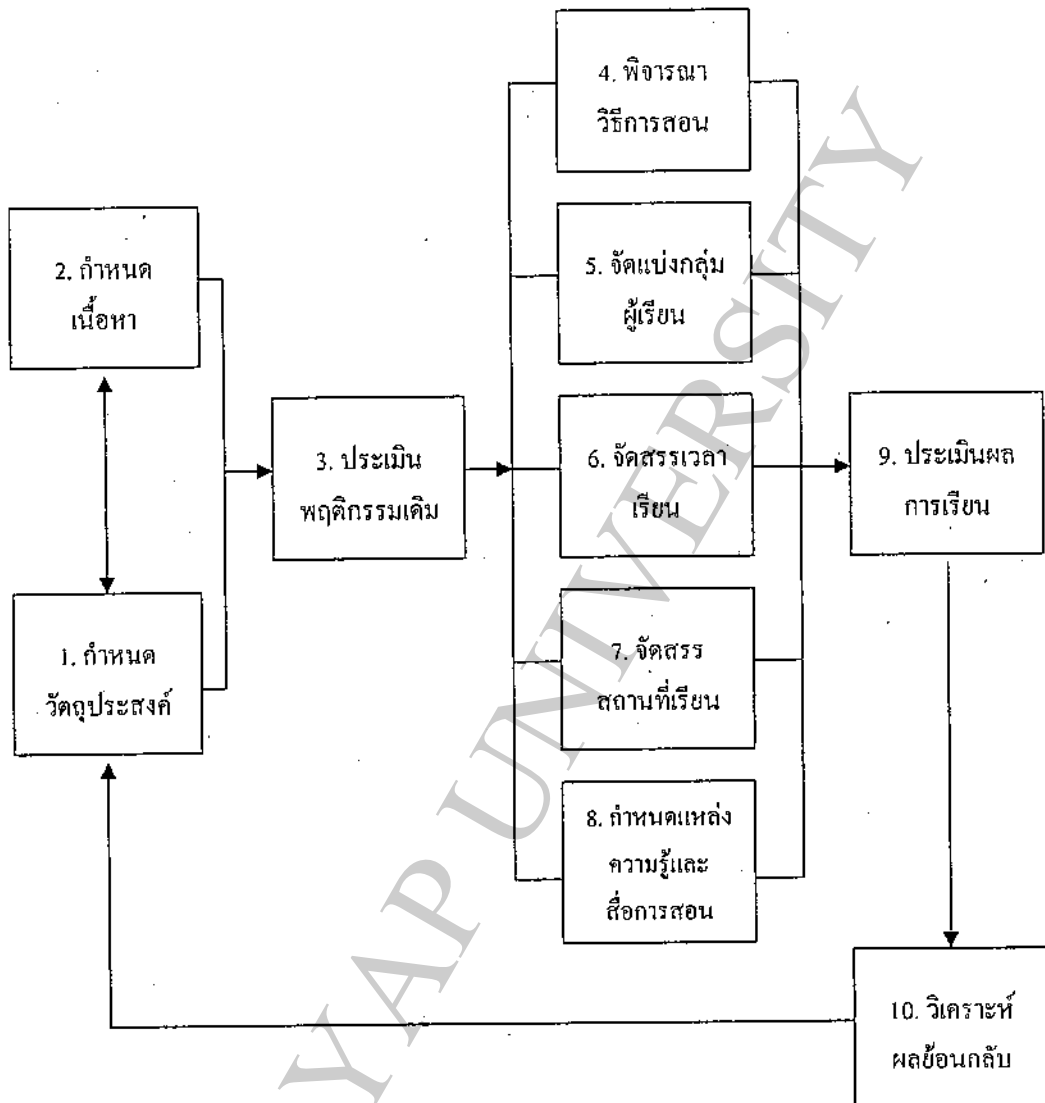 4. พิจารณา
วิธีการสอน
2. กำหนด
เนื้อหา
5. จัดแบ่งกลุ่ม
ผู้เรียน
3. ประเมิน
พฤติกรรมเดิม
6. จัดสรรเวลา
เรียน
9. ประเมินผล
การเรียน
1. กำหนด
วัตถุประสงค์
7. จัดสรร
สถานที่เรียน
8. กำหนดแหล่ง
ความรู้และ
สื่อการสอน
10. วิเคราะห์
ผลย้อนกลับ
YAP UNIVERSITY